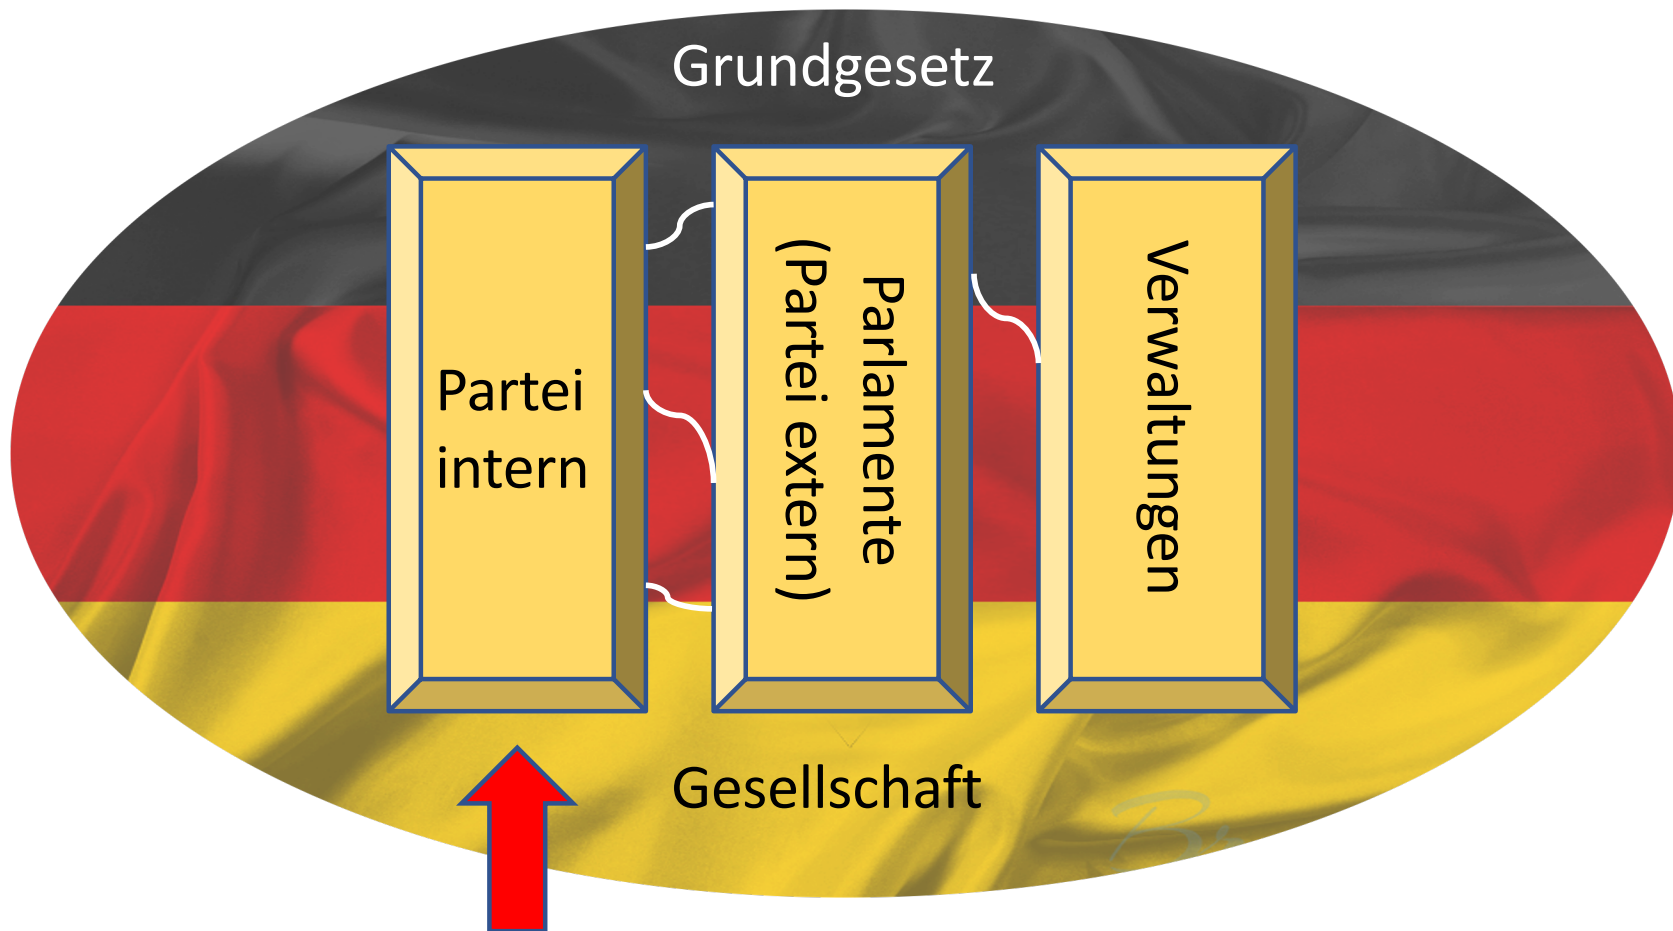 Grundgesetz
Partei
intern
Parlamente
(Partei extern)
Verwaltungen
Gesellschaft